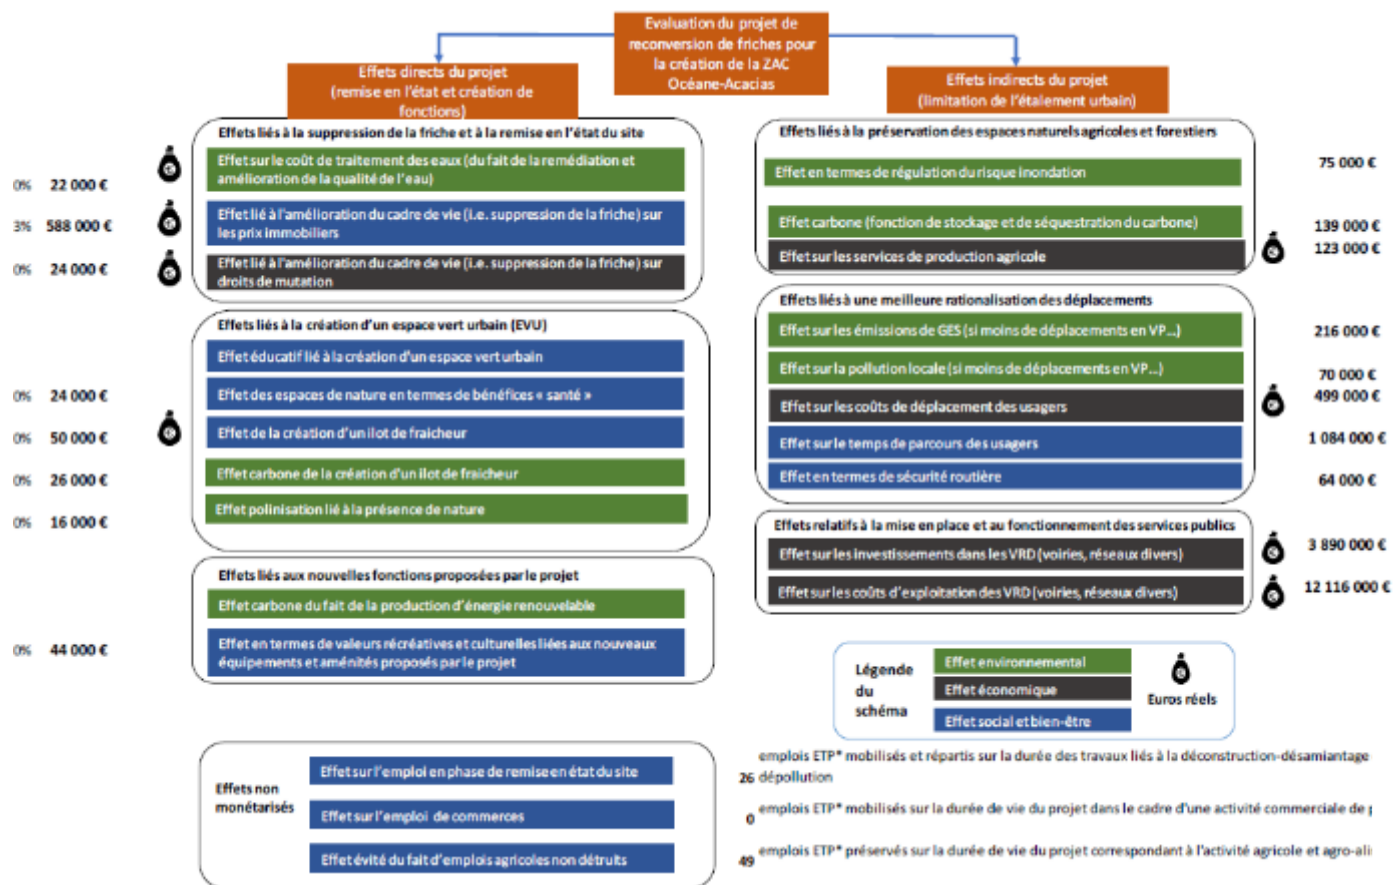 Evaluation du projet de
reconversion de friches pour
la création de la ZAC
Océane-Acacias
Effets directs du projet
(remise en l'état et création de
fonctions)
Effets indirects du projet
(limitation de l'étalement urbain)
Effets liés à la suppression de la friche et à la remise en l'état du site
Effet sur le coût de traitement des eaux (du fait de la remédiation et
amélioration de la qualité de l'eau)
0% 22 000 €
Effet lié à l'amélioration du cadre de vie (i.e. suppression de la friche) sur
les prix immobiliers
3% 588 000 €
Effet lié à l'amélioration du cadre de vie (i.e. suppression de la friche) sur
droits de mutation
0% 24 000 €
Effets liés à la création d'un espace vert urbain (EVU)
Effet éducatif lié à la création d'un espace vert urbain
Effet des espaces de nature en termes de bénéfices « santé »
0% 24 000 €
Effet de la création d'un ilot de fraicheur
0% 50 000 €
Effet carbone de la création d'un ilot de fraicheur
0% 26 000 €
Effet polinisation lié à la présence de nature
0% 16 000 €
Effets liés aux nouvelles fonctions proposées par le projet
Effet carbone du fait de la production d'énergie renouvelable
Effet en termes de valeurs récréatives et culturelles liées aux nouveaux
équipements et aménités proposés par le projet
0% 44 000 €
Effets liés à la préservation des espaces naturels agricoles et forestiers
Effet en termes de régulation du risque inondation
75 000 €
Effet carbone (fonction de stockage et de séquestration du carbone)
139 000 €
Effet sur les services de production agricole
123 000 €
Effets liés à une meilleure rationalisation des déplacements
Effet sur les émissions de GES (si moins de déplacements en VP...)
216 000 €
Effet sur la pollution locale (si moins de déplacements en VP...)
70 000 €
Effet sur les coûts de déplacement des usagers
499 000 €
Effet sur le temps de parcours des usagers
1 084 000 €
Effet en termes de sécurité routière
64 000 €
Effets relatifs à la mise en place et au fonctionnement des services publics
Effet sur les investissements dans les VRD (voiries, réseaux divers)
3 890 000 €
Effet sur les coûts d'exploitation des VRD (voiries, réseaux divers)
12 116 000 €
Légende
du
schéma
Effet environnemental
Effet économique
Effet social et bien-être
Euros réels
Effets non
monétarisés
Effet sur l'emploi en phase de remise en état du site
Effet sur l'emploi de commerces
Effet évité du fait d'emplois agricoles non détruits
emplois ETP* mobilisés et répartis sur la durée des travaux liés à la déconstruction-désamiantage
26 dépollution
0 emplois ETP* mobilisés sur la durée de vie du projet dans le cadre d'une activité commerciale de
49 emplois ETP* préservés sur la durée de vie du projet correspondant à l'activité agricole et